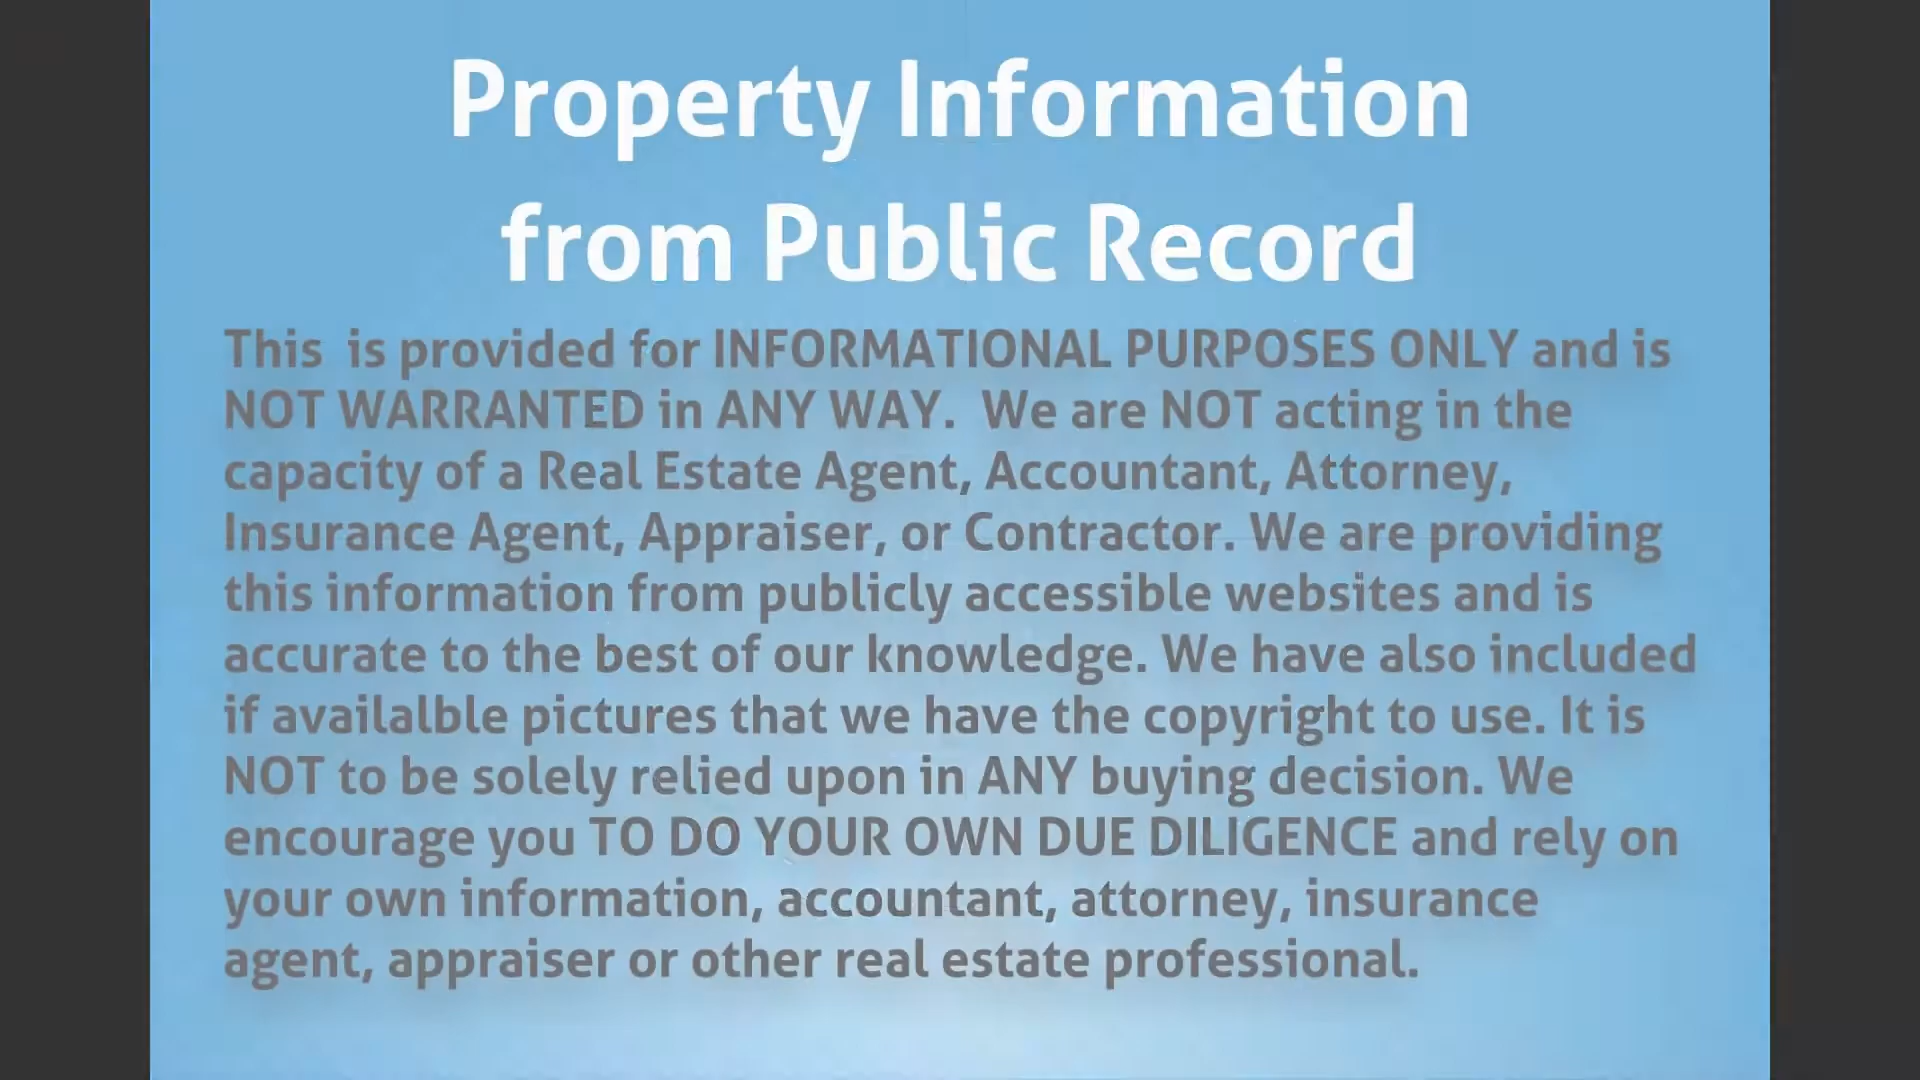 Property Information
from Public Record
This  is provided for INFORMATIONAL PURPOSES ONLY and is
NOT WARRANTED in ANY WAY.  We are NOT acting in the
capacity of a Real Estate Agent, Accountant, Attorney,
Insurance Agent, Appraiser, or Contractor. We are providing
this information from publicly accessible websites and is
accurate to the best of our knowledge. We have also included
if availalble pictures that we have the copyright to use. It is
NOT to be solely relied upon in ANY buying decision. We
encourage you TO DO YOUR OWN DUE DILIGENCE and rely on
your own information, accountant, attorney, insurance
agent, appraiser or other real estate professional.